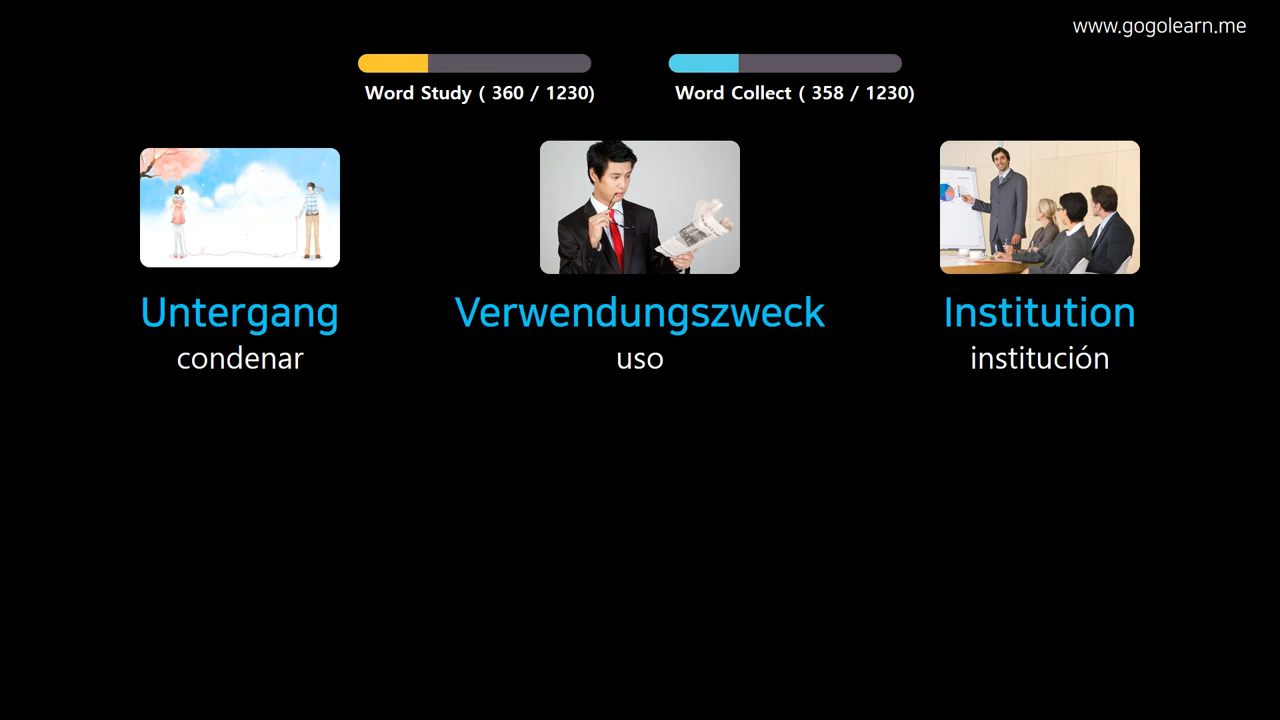 www.gogolearn.me
Word Study ( 360 / 1230)
Word Collect ( 358 / 1230)
Untergang
condenar
Verwendungszweck
uso
Institution
institución